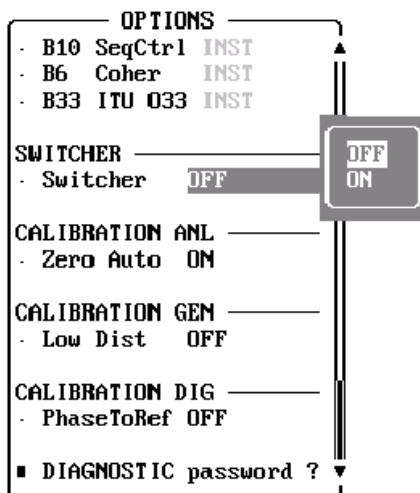 OPTIONS
· B10 SeqCtrl INST
· B6 Coher INST
· B33 ITU O33 INST
SWITCHER
· Switcher OFF
OFF
ON
CALIBRATION ANL
· Zero Auto ON
CALIBRATION GEN
· Low Dist OFF
CALIBRATION DIG
· PhaseToRef OFF
■ DIAGNOSTIC password ?